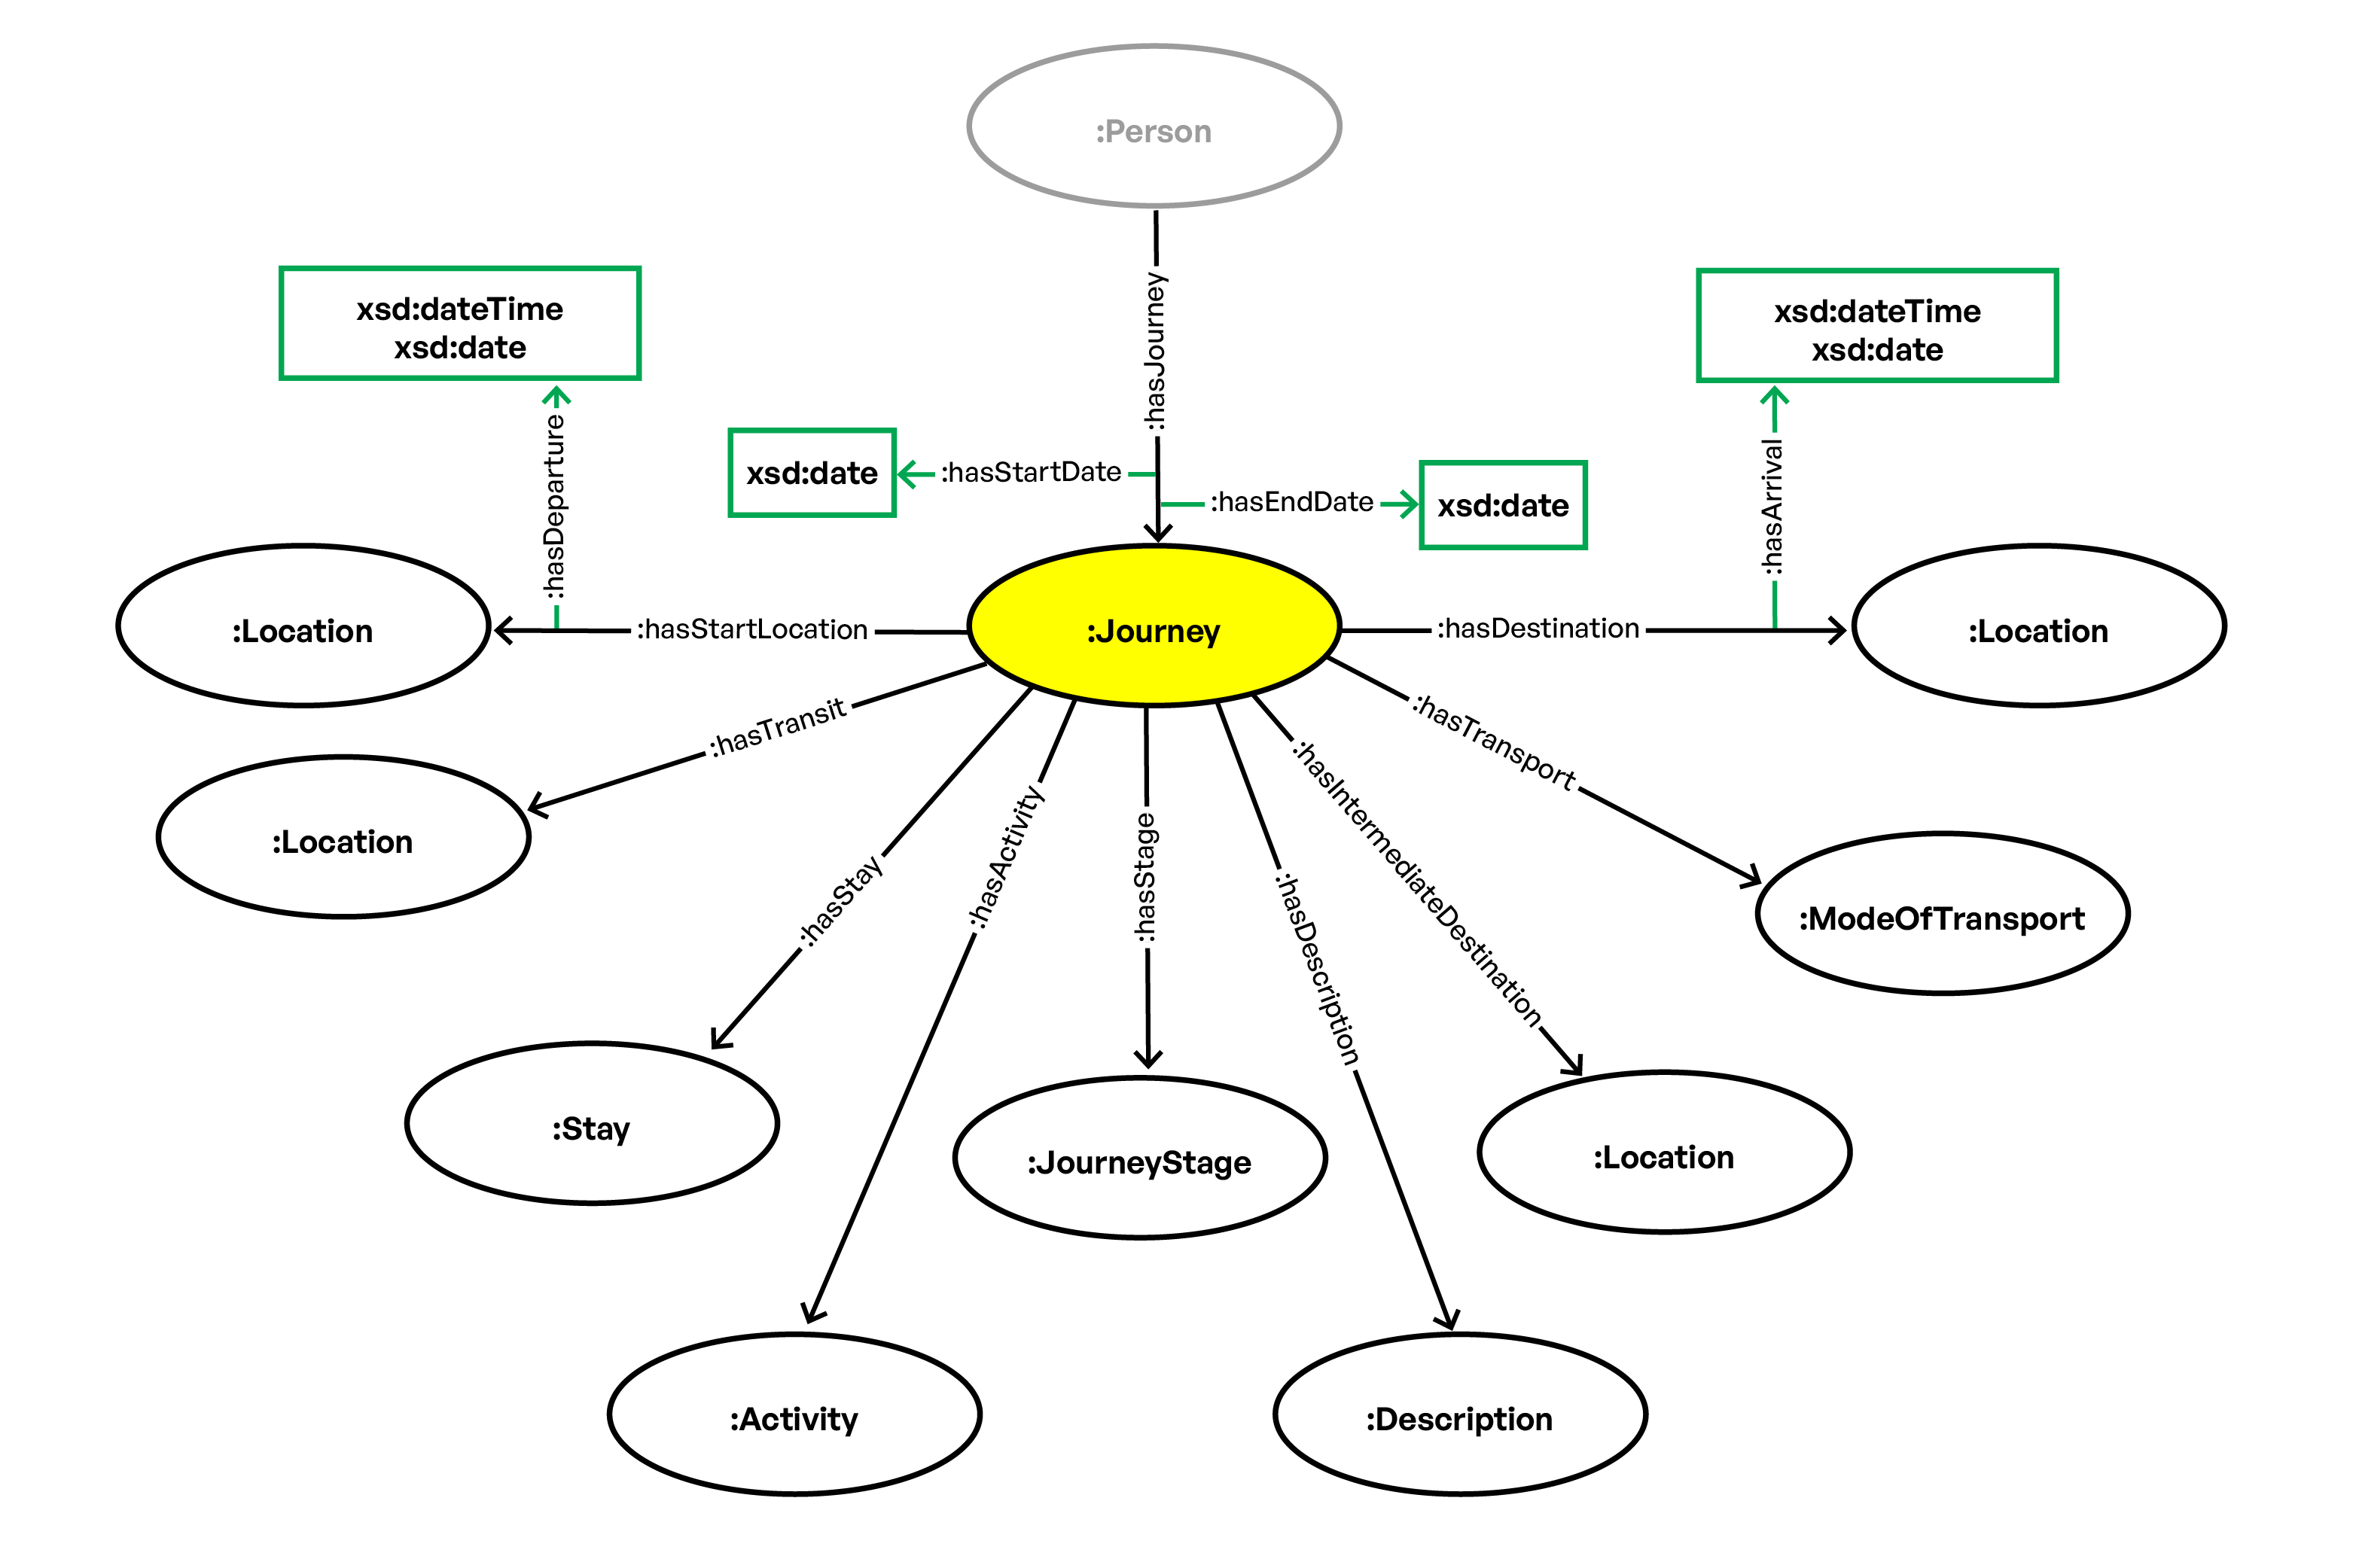 :Person
:hasJourney
xsd:dateTime
xsd:date
xsd:dateTime
xsd:date
:hasDeparture
:hasArrival
xsd:date
:hasStartDate
:hasEndDate
xsd:date
:Location
:hasStartLocation
:Journey
:hasDestination
:Location
:hasTransit
:hasTransport
:Location
:hasStay
:hasActivity
:hasStage
:hasDescription
:hasIntermediateDestination
:ModeOfTransport
:Stay
:JourneyStage
:Location
:Activity
:Description